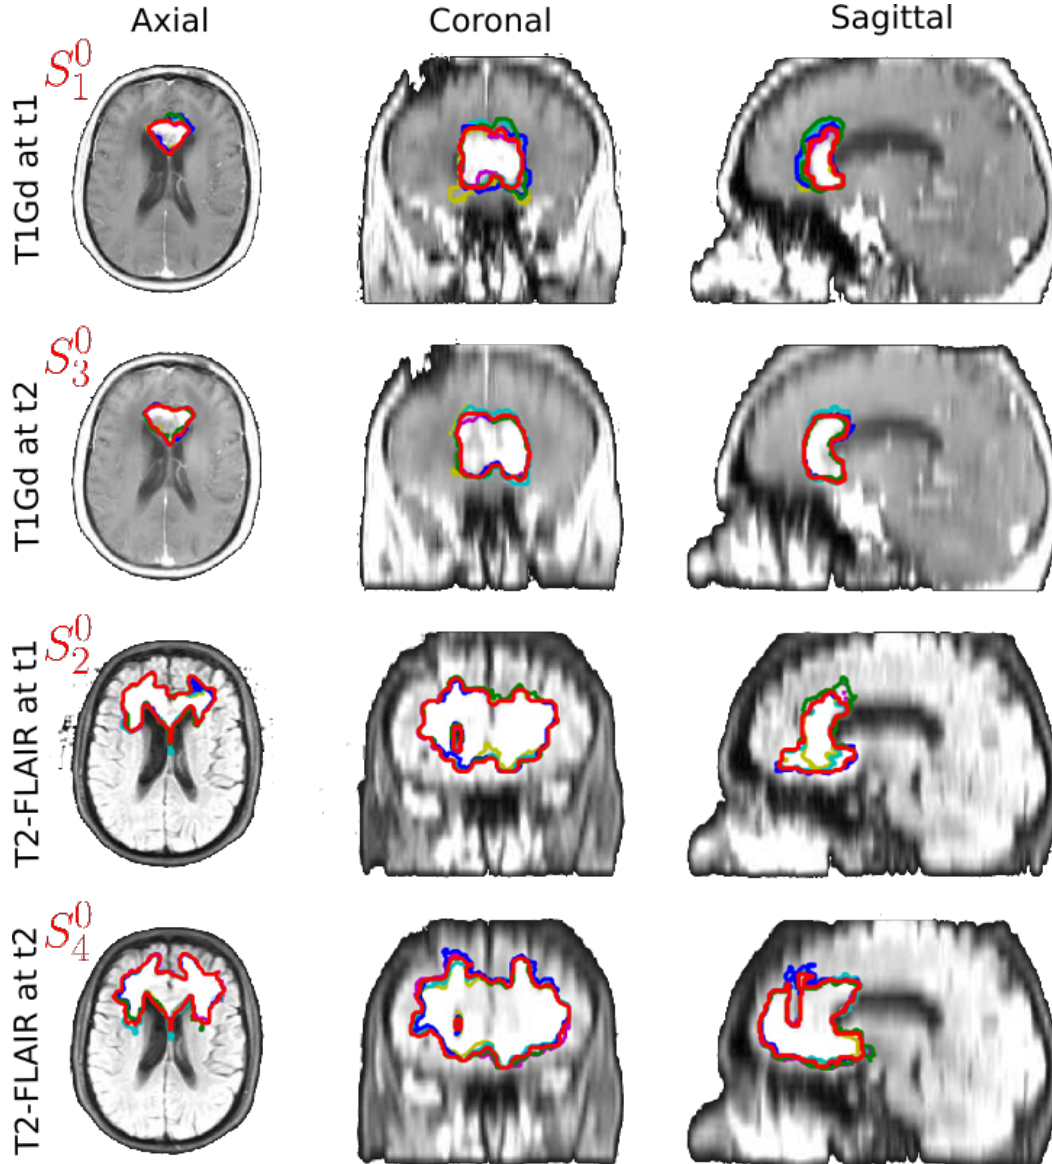 Axial Coronal Sagittal
T1Gd at t1
S_1^0
T1Gd at t2
S_3^0
T2-FLAIR at t1
S_2^0
T2-FLAIR at t2
S_4^0